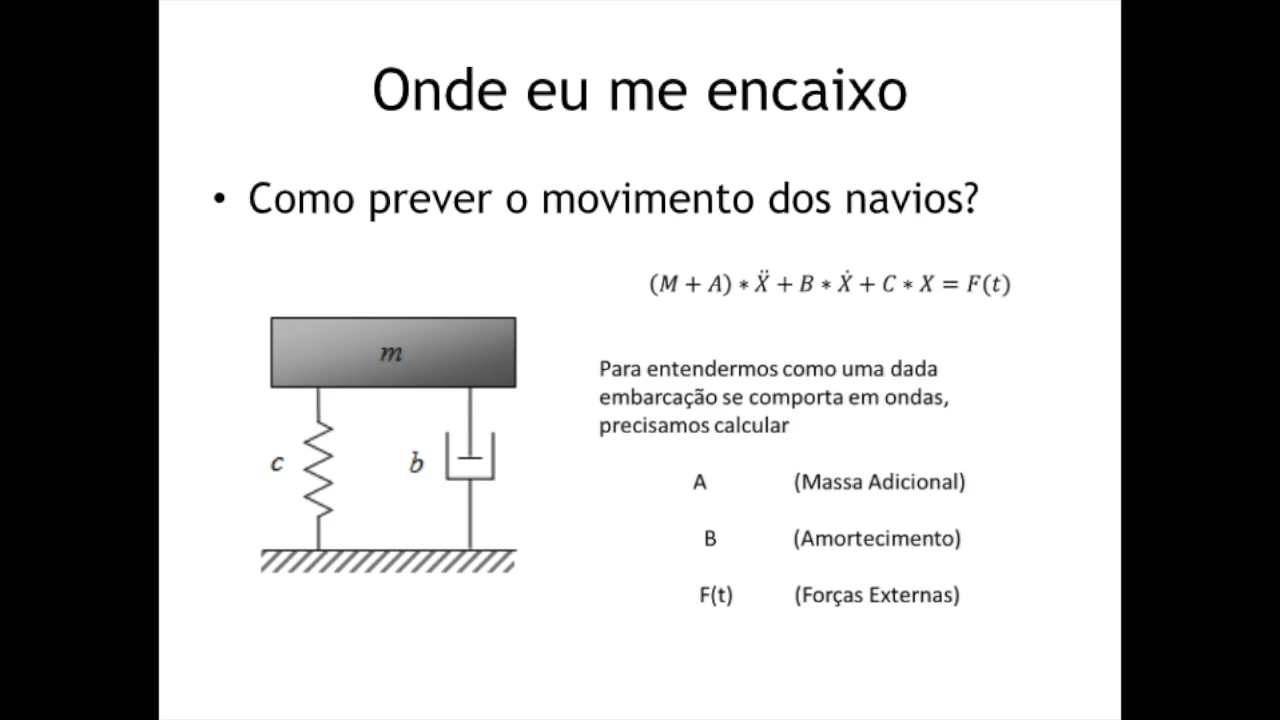 Onde eu me encaixo
• Como prever o movimento dos navios?
(M + A) ∗ Ẍ + B ∗ Ẋ + C ∗ X = F(t)
m
c
b
Para entendermos como uma dada
embarcação se comporta em ondas,
precisamos calcular
A (Massa Adicional)
B (Amortecimento)
F(t) (Forças Externas)